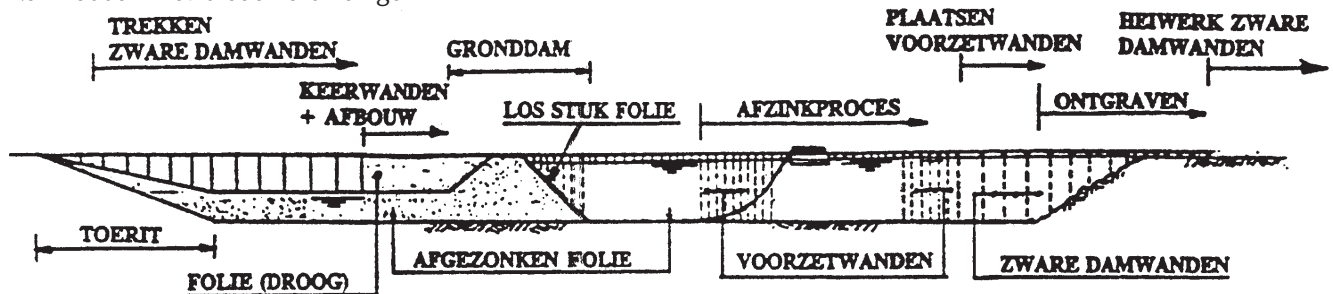 TREKKEN
ZWARE DAMWANDEN
KEERWANDEN
+ AFBOUW
GRONDDAM
LOS STUK FOLIE
AFZINKPROCES
PLAATSEN
VOORZETWANDEN
HEIWERK ZWARE
DAMWANDEN
ONTGRAVEN
TOERIT
FOLIE (DROOG)
AFGEZONKEN FOLIE
VOORZETWANDEN
ZWARE DAMWANDEN